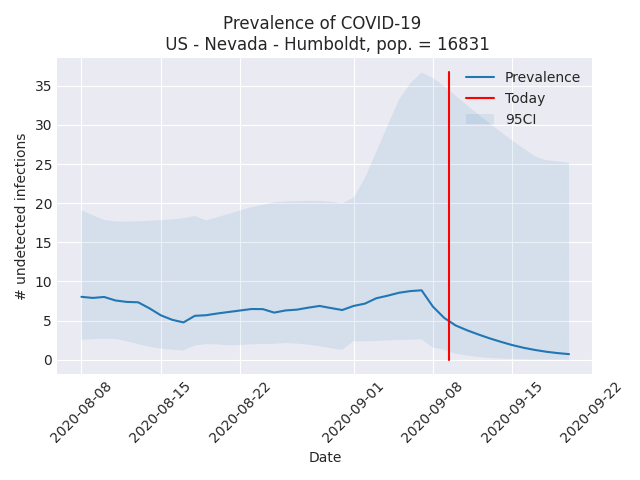 Prevalence of COVID-19
US - Nevada - Humboldt, pop. = 16831
# undetected infections
35
30
25
20
15
10
5
0
Prevalence
Today
95CI
2020-08-08
2020-08-15
2020-08-22
2020-09-01
2020-09-08
2020-09-15
2020-09-22
Date